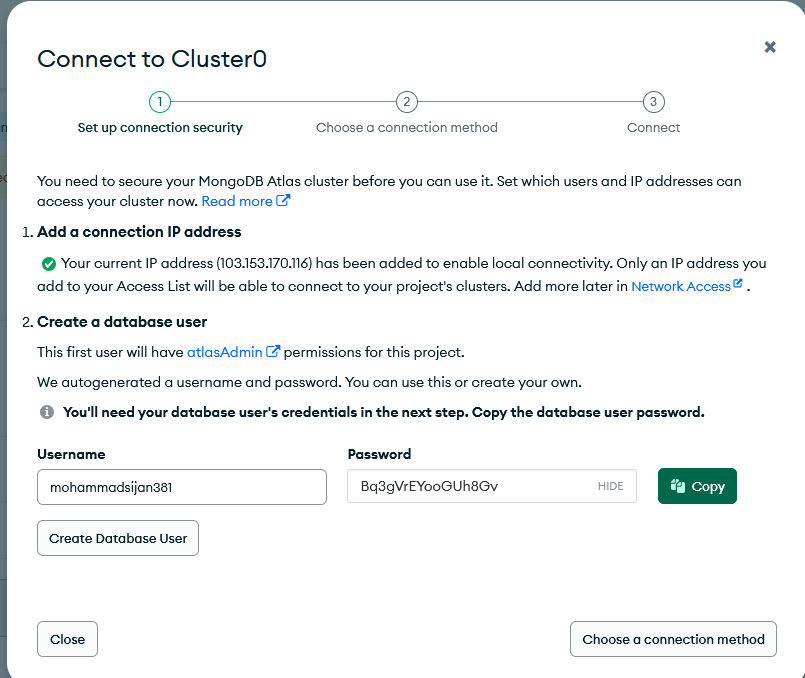 Connect to Cluster0
1
2
3
Set up connection security
Choose a connection method
Connect
You need to secure your MongoDB Atlas cluster before you can use it. Set which users and IP addresses can
access your cluster now. Read more
1. Add a connection IP address
Your current IP address (103.153.170.116) has been added to enable local connectivity. Only an IP address you
add to your Access List will be able to connect to your project's clusters. Add more later in Network Access .
2. Create a database user
This first user will have atlasAdmin permissions for this project.
We autogenerated a username and password. You can use this or create your own.
You'll need your database user's credentials in the next step. Copy the database user password.
Username
Password
mohammadsijan381
Bq3gVrEYooGUh8Gv
HIDE
Copy
Create Database User
Close
Choose a connection method